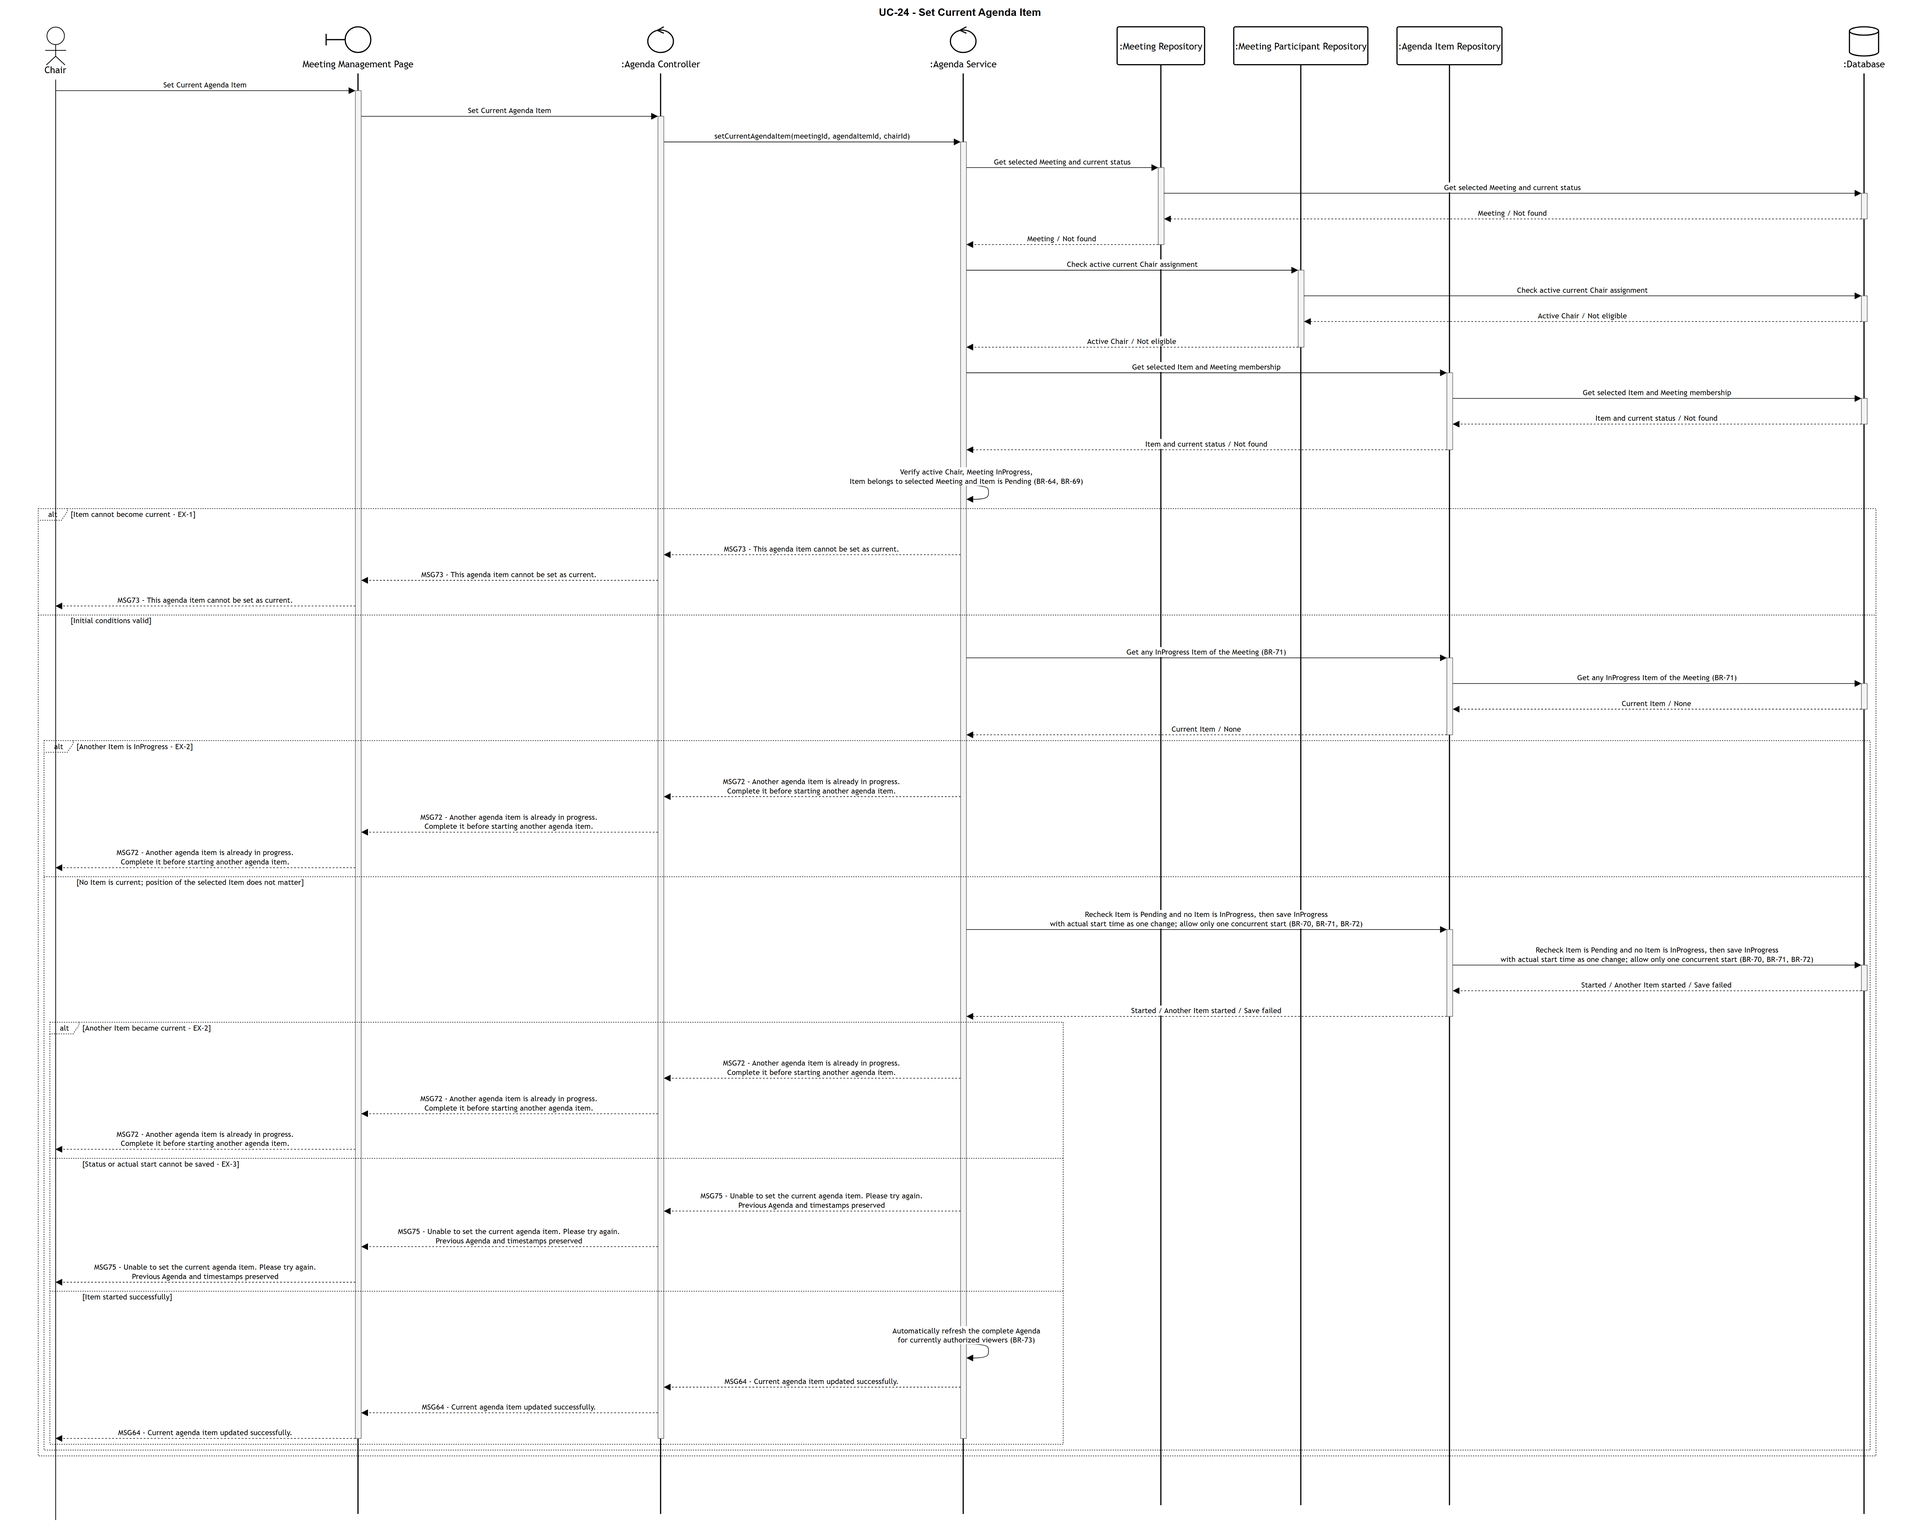 UC-24 - Set Current Agenda Item
Chair
Meeting Management Page
:Agenda Controller
:Agenda Service
:Meeting Repository
:Meeting Participant Repository
:Agenda Item Repository
:Database
Set Current Agenda Item
Set Current Agenda Item
setCurrentAgendaItem(meetingId, agendaItemId, chairId)
Get selected Meeting and current status
Get selected Meeting and current status
Meeting / Not found
Meeting / Not found
Check active current Chair assignment
Check active current Chair assignment
Active Chair / Not eligible
Active Chair / Not eligible
Get selected Item and Meeting membership
Get selected Item and Meeting membership
Item and current status / Not found
Item and current status / Not found
Verify active Chair, Meeting InProgress,
Item belongs to selected Meeting and Item is Pending (BR-64, BR-69)
alt [Item cannot become current - EX-1]
MSG73 - This agenda item cannot be set as current.
MSG73 - This agenda item cannot be set as current.
MSG73 - This agenda item cannot be set as current.
[Initial conditions valid]
Get any InProgress Item of the Meeting (BR-71)
Get any InProgress Item of the Meeting (BR-71)
Current Item / None
Current Item / None
alt [Another Item is InProgress - EX-2]
MSG72 - Another agenda item is already in progress.
Complete it before starting another agenda item.
MSG72 - Another agenda item is already in progress.
Complete it before starting another agenda item.
MSG72 - Another agenda item is already in progress.
Complete it before starting another agenda item.
[No Item is current; position of the selected Item does not matter]
Recheck Item is Pending and no Item is InProgress, then save InProgress
with actual start time as one change; allow only one concurrent start (BR-70, BR-71, BR-72)
Recheck Item is Pending and no Item is InProgress, then save InProgress
with actual start time as one change; allow only one concurrent start (BR-70, BR-71, BR-72)
Started / Another Item started / Save failed
Started / Another Item started / Save failed
alt [Another Item became current - EX-2]
MSG72 - Another agenda item is already in progress.
Complete it before starting another agenda item.
MSG72 - Another agenda item is already in progress.
Complete it before starting another agenda item.
MSG72 - Another agenda item is already in progress.
Complete it before starting another agenda item.
[Status or actual start cannot be saved - EX-3]
MSG75 - Unable to set the current agenda item. Please try again.
Previous Agenda and timestamps preserved
MSG75 - Unable to set the current agenda item. Please try again.
Previous Agenda and timestamps preserved
MSG75 - Unable to set the current agenda item. Please try again.
Previous Agenda and timestamps preserved
[Item started successfully]
Automatically refresh the complete Agenda
for currently authorized viewers (BR-73)
MSG64 - Current agenda item updated successfully.
MSG64 - Current agenda item updated successfully.
MSG64 - Current agenda item updated successfully.